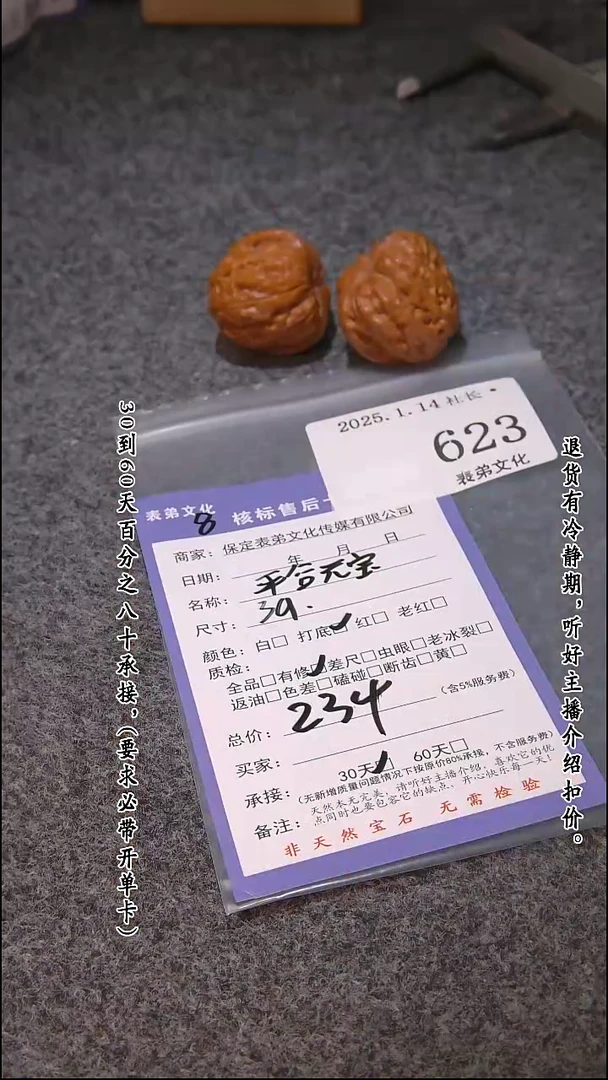 2025.1.14 社长
623
表弟文化
表弟文化
8
核标售后
商家：保定表弟文化传媒有限公司
日期： 年 月 日
名称：平谷元宝
尺寸：39.
颜色：白□ 打底☑ 红□ 老红□
质检：
全品□有修☑差尺□虫眼□老冰裂□
返油□色差□磕碰□断齿□黄□
总价：234 （含5%服务费）
买家：
承接：30天☑ 60天□
（无新增质量问题情况下按原价80%承接，不含服务费）
备注：天然本无完美，请听好主播介绍，喜欢它的优
点同时也要包容它的缺点，开心快乐每一天！
非天然宝石 无需检验
30到60天百分之八十承接，（要求必带开单卡）
退货有冷静期，听好主播介绍扣价。